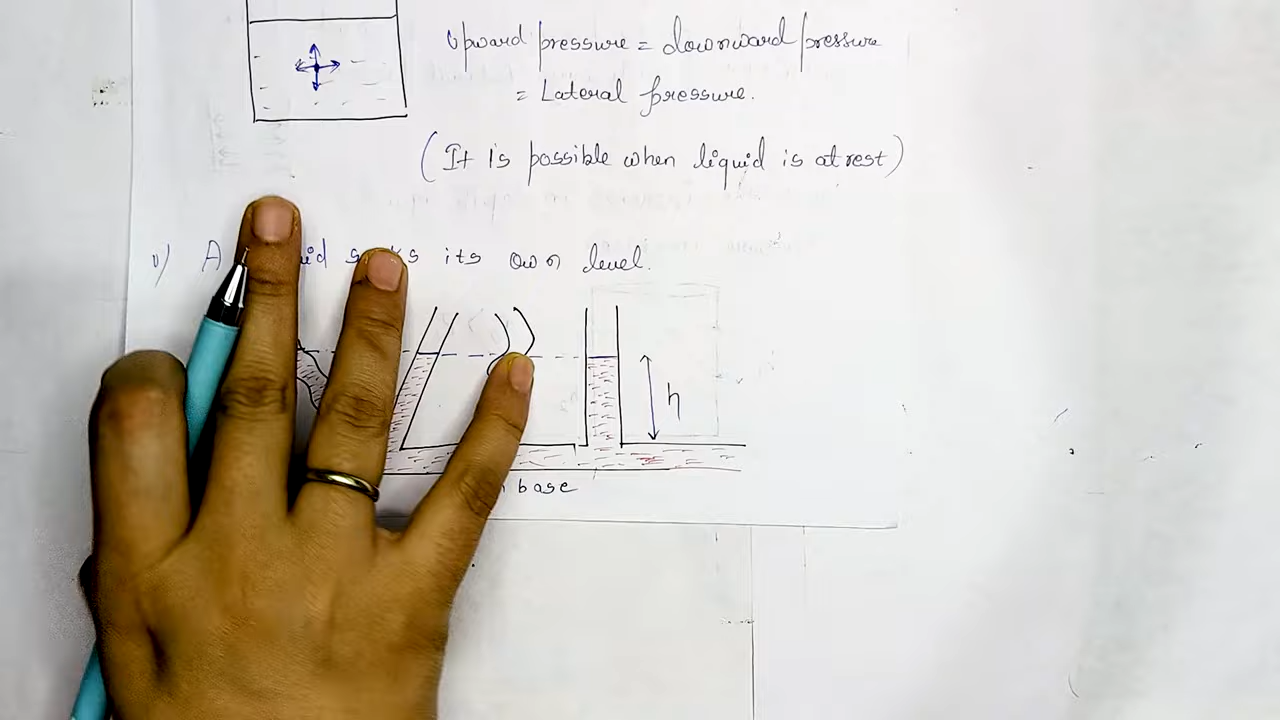 Upward pressure = downward pressure
= Lateral pressure.
(It is possible when liquid is at rest)
v) A its own level.
h
base